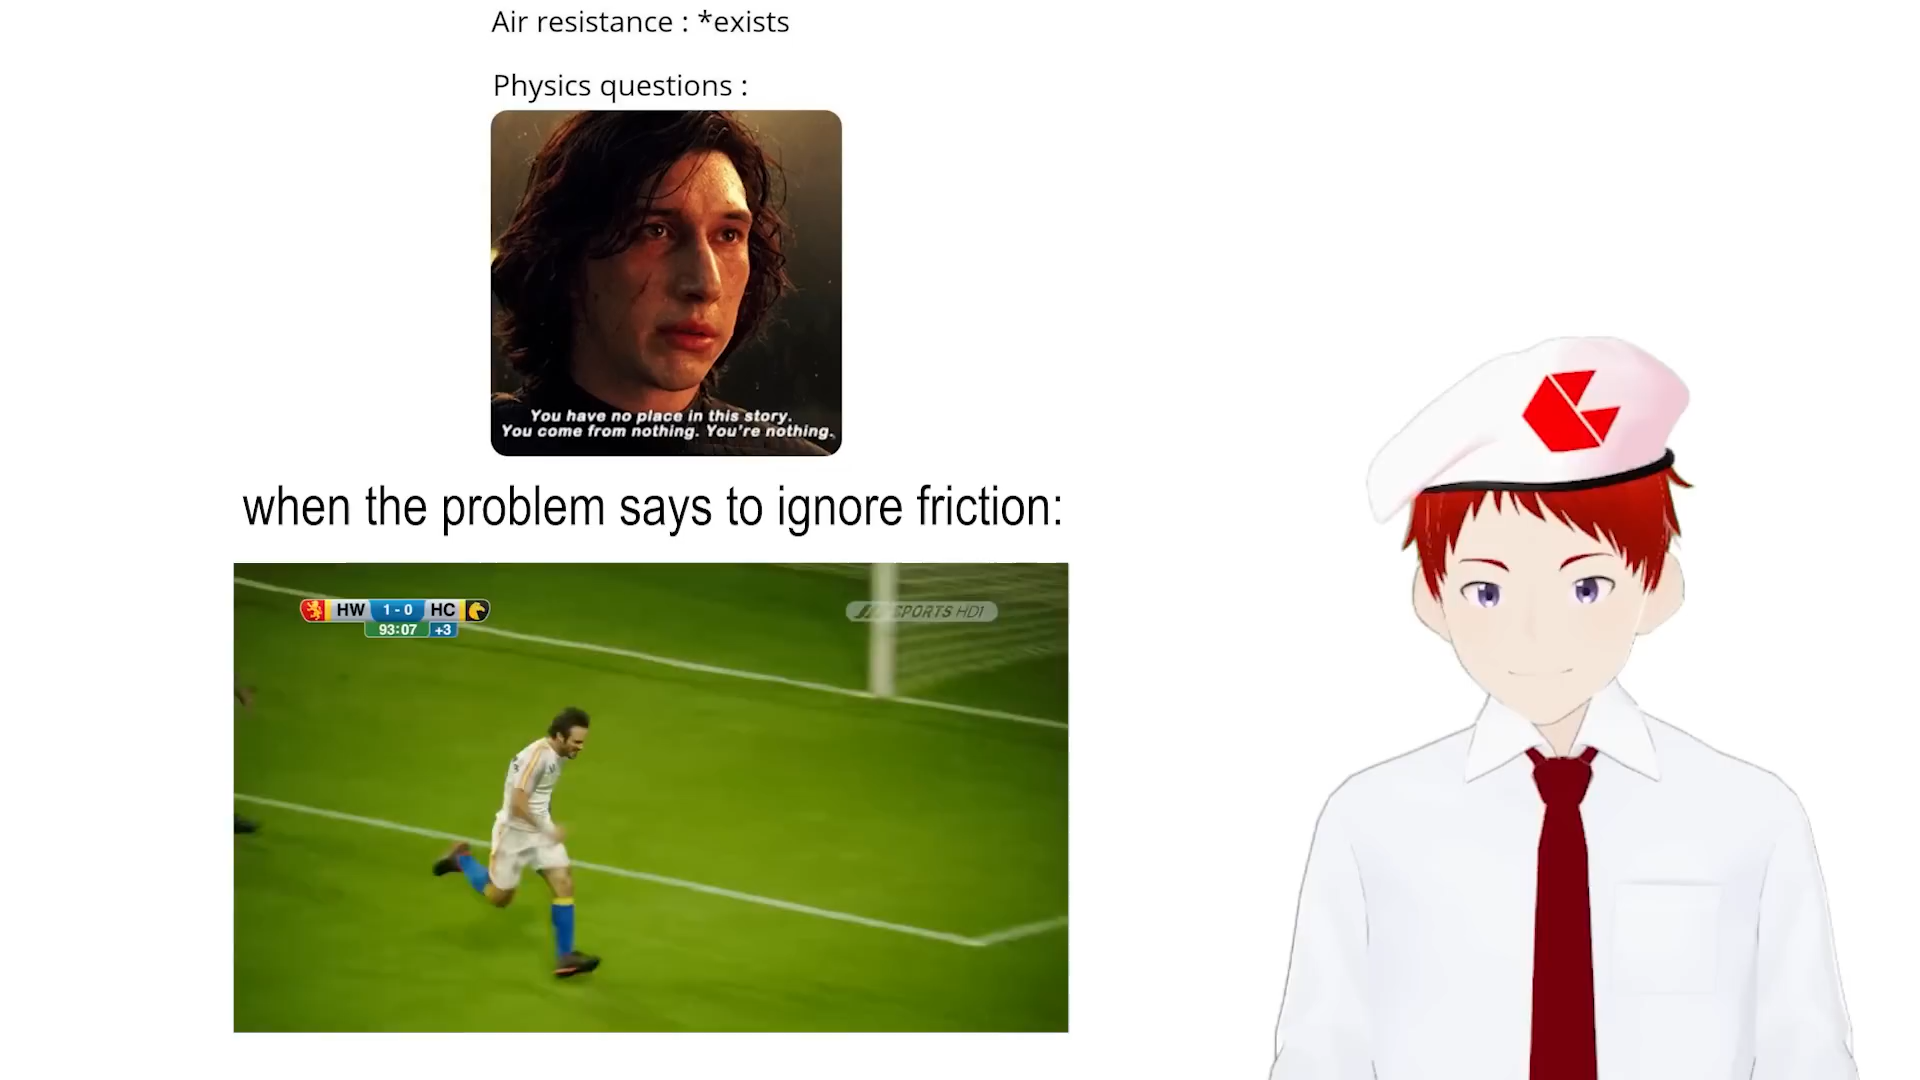 Air resistance : *exists
Physics questions :
You have no place in this story.
You come from nothing. You're nothing.
when the problem says to ignore friction:
HW 1 - 0 HC
93:07 +3
SPORTS HD1